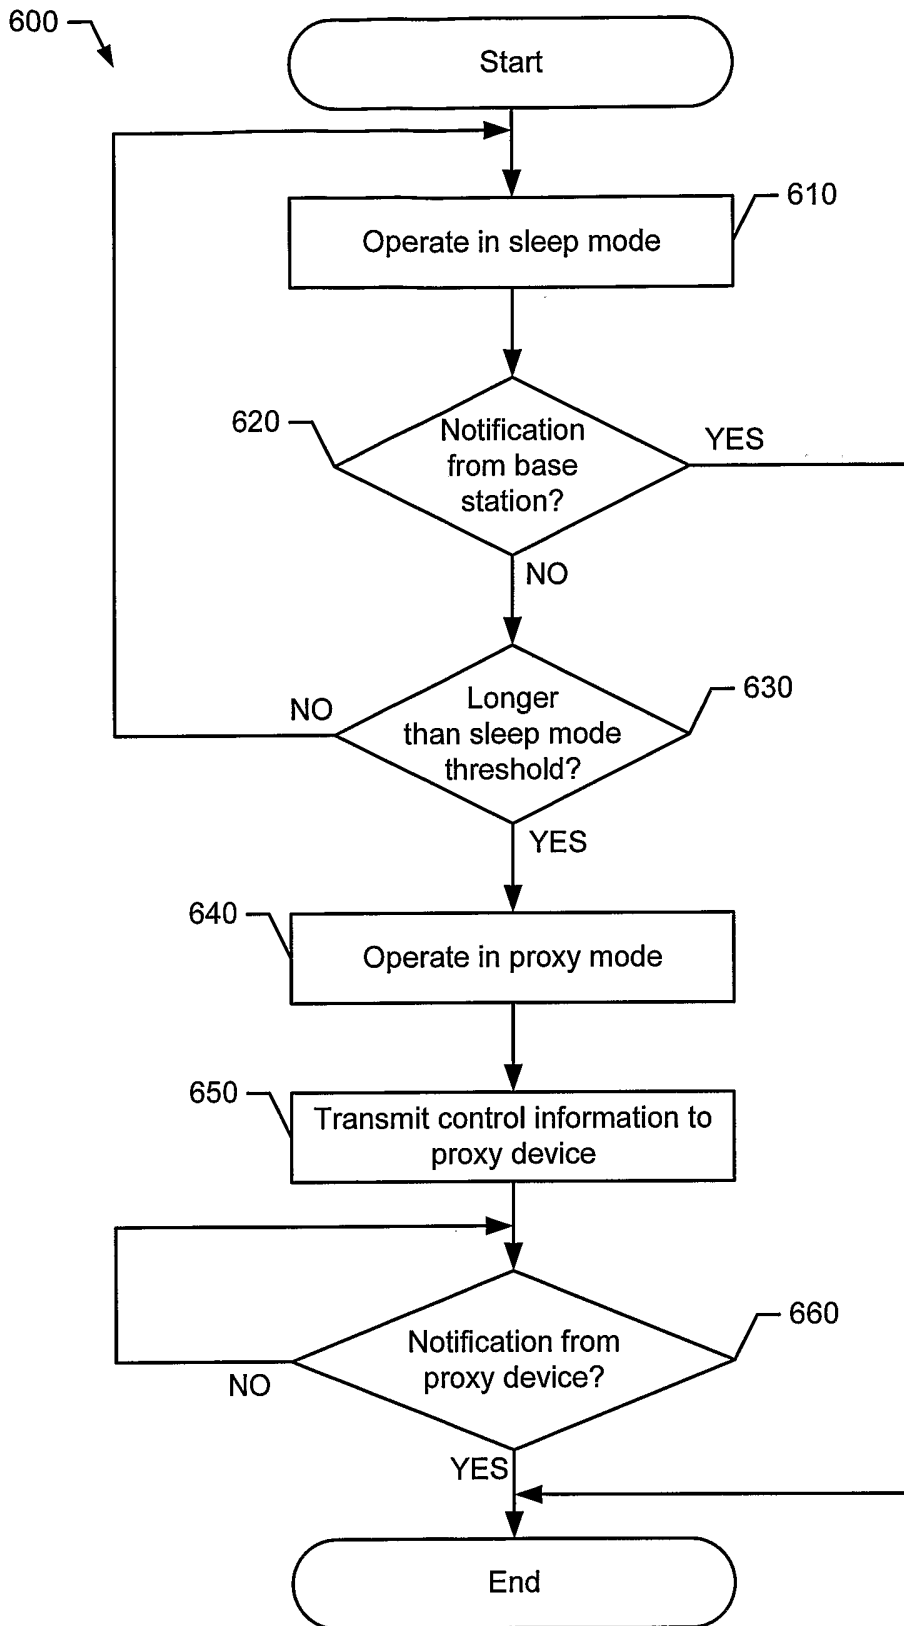 600
Start
610
Operate in sleep mode
620
Notification
from base
station?
YES
NO
630
Longer
than sleep mode
threshold?
NO
YES
640
Operate in proxy mode
650
Transmit control information to
proxy device
660
Notification from
proxy device?
NO
YES
End